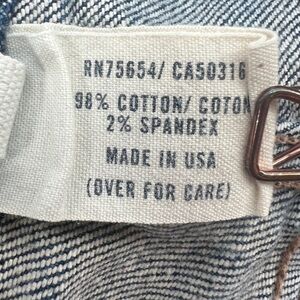 RN75654/ CA50316
98% COTTON/ COTON
2% SPANDEX
MADE IN USA
(OVER FOR CARE)